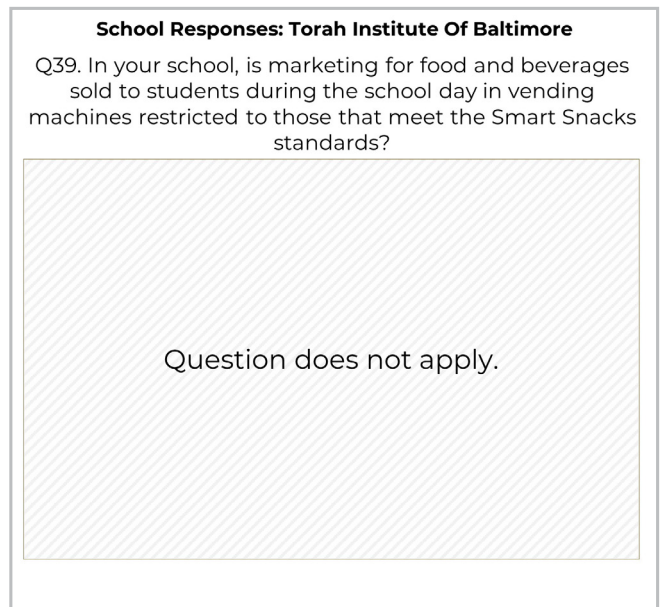 School Responses: Torah Institute Of Baltimore
Q39. In your school, is marketing for food and beverages
sold to students during the school day in vending
machines restricted to those that meet the Smart Snacks
standards?
Question does not apply.